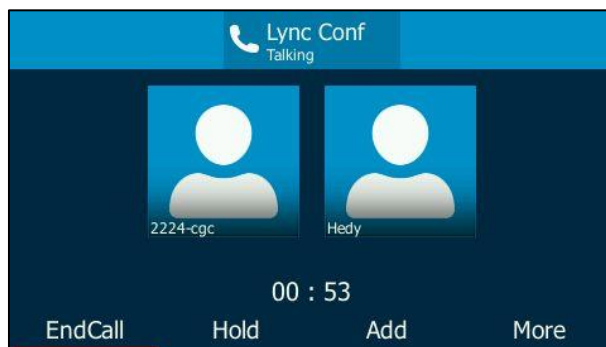 Lync Conf
Talking
2224-cgc Hedy
00 : 53
EndCall Hold Add More